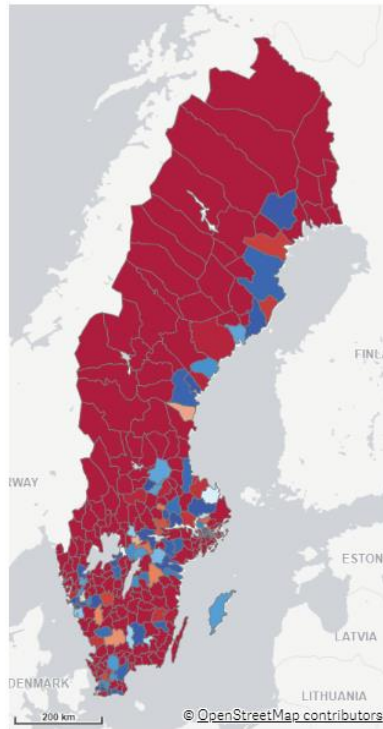 FINL
RWAY
ESTON
LATVIA
DENMARK
LITHUANIA
200 km
© OpenStreetMap contributors